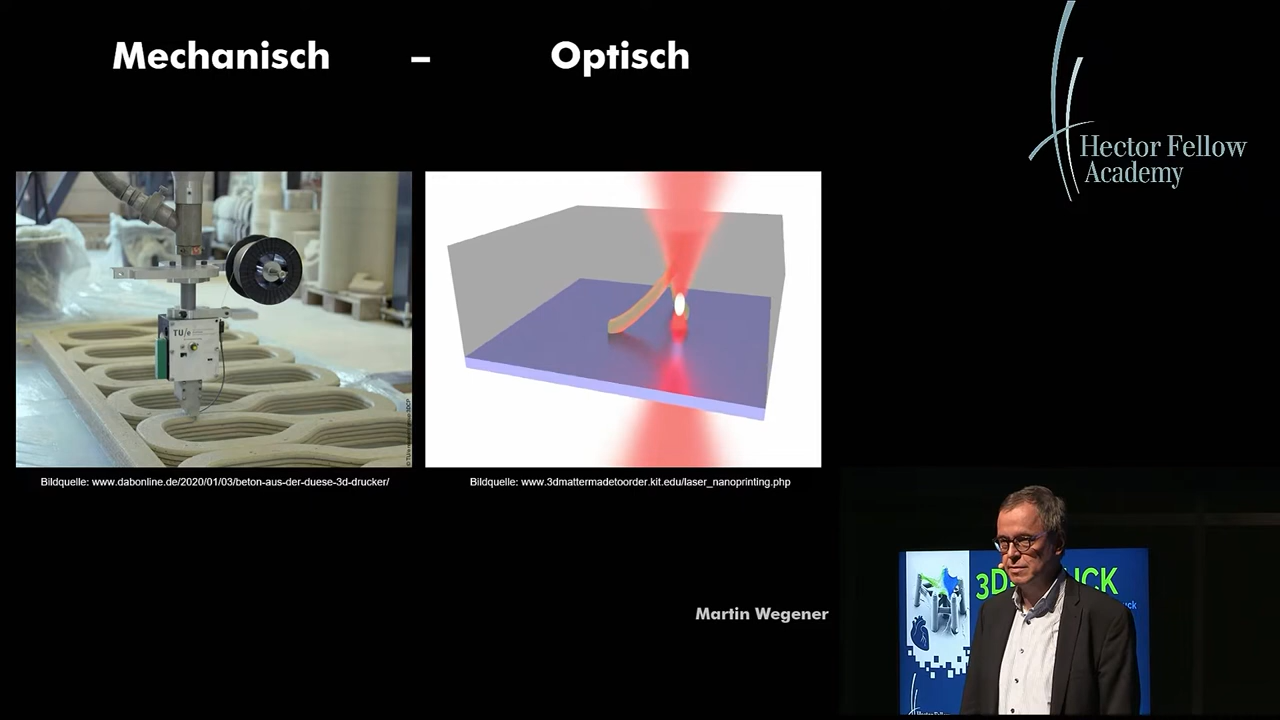 Mechanisch – Optisch
Hector Fellow
Academy
TU/e
Bildquelle: www.dabonline.de/2020/01/03/beton-aus-der-duese-3d-drucker/
Bildquelle: www.3dmattermadetoorder.kit.edu/laser_nanoprinting.php
Martin Wegener